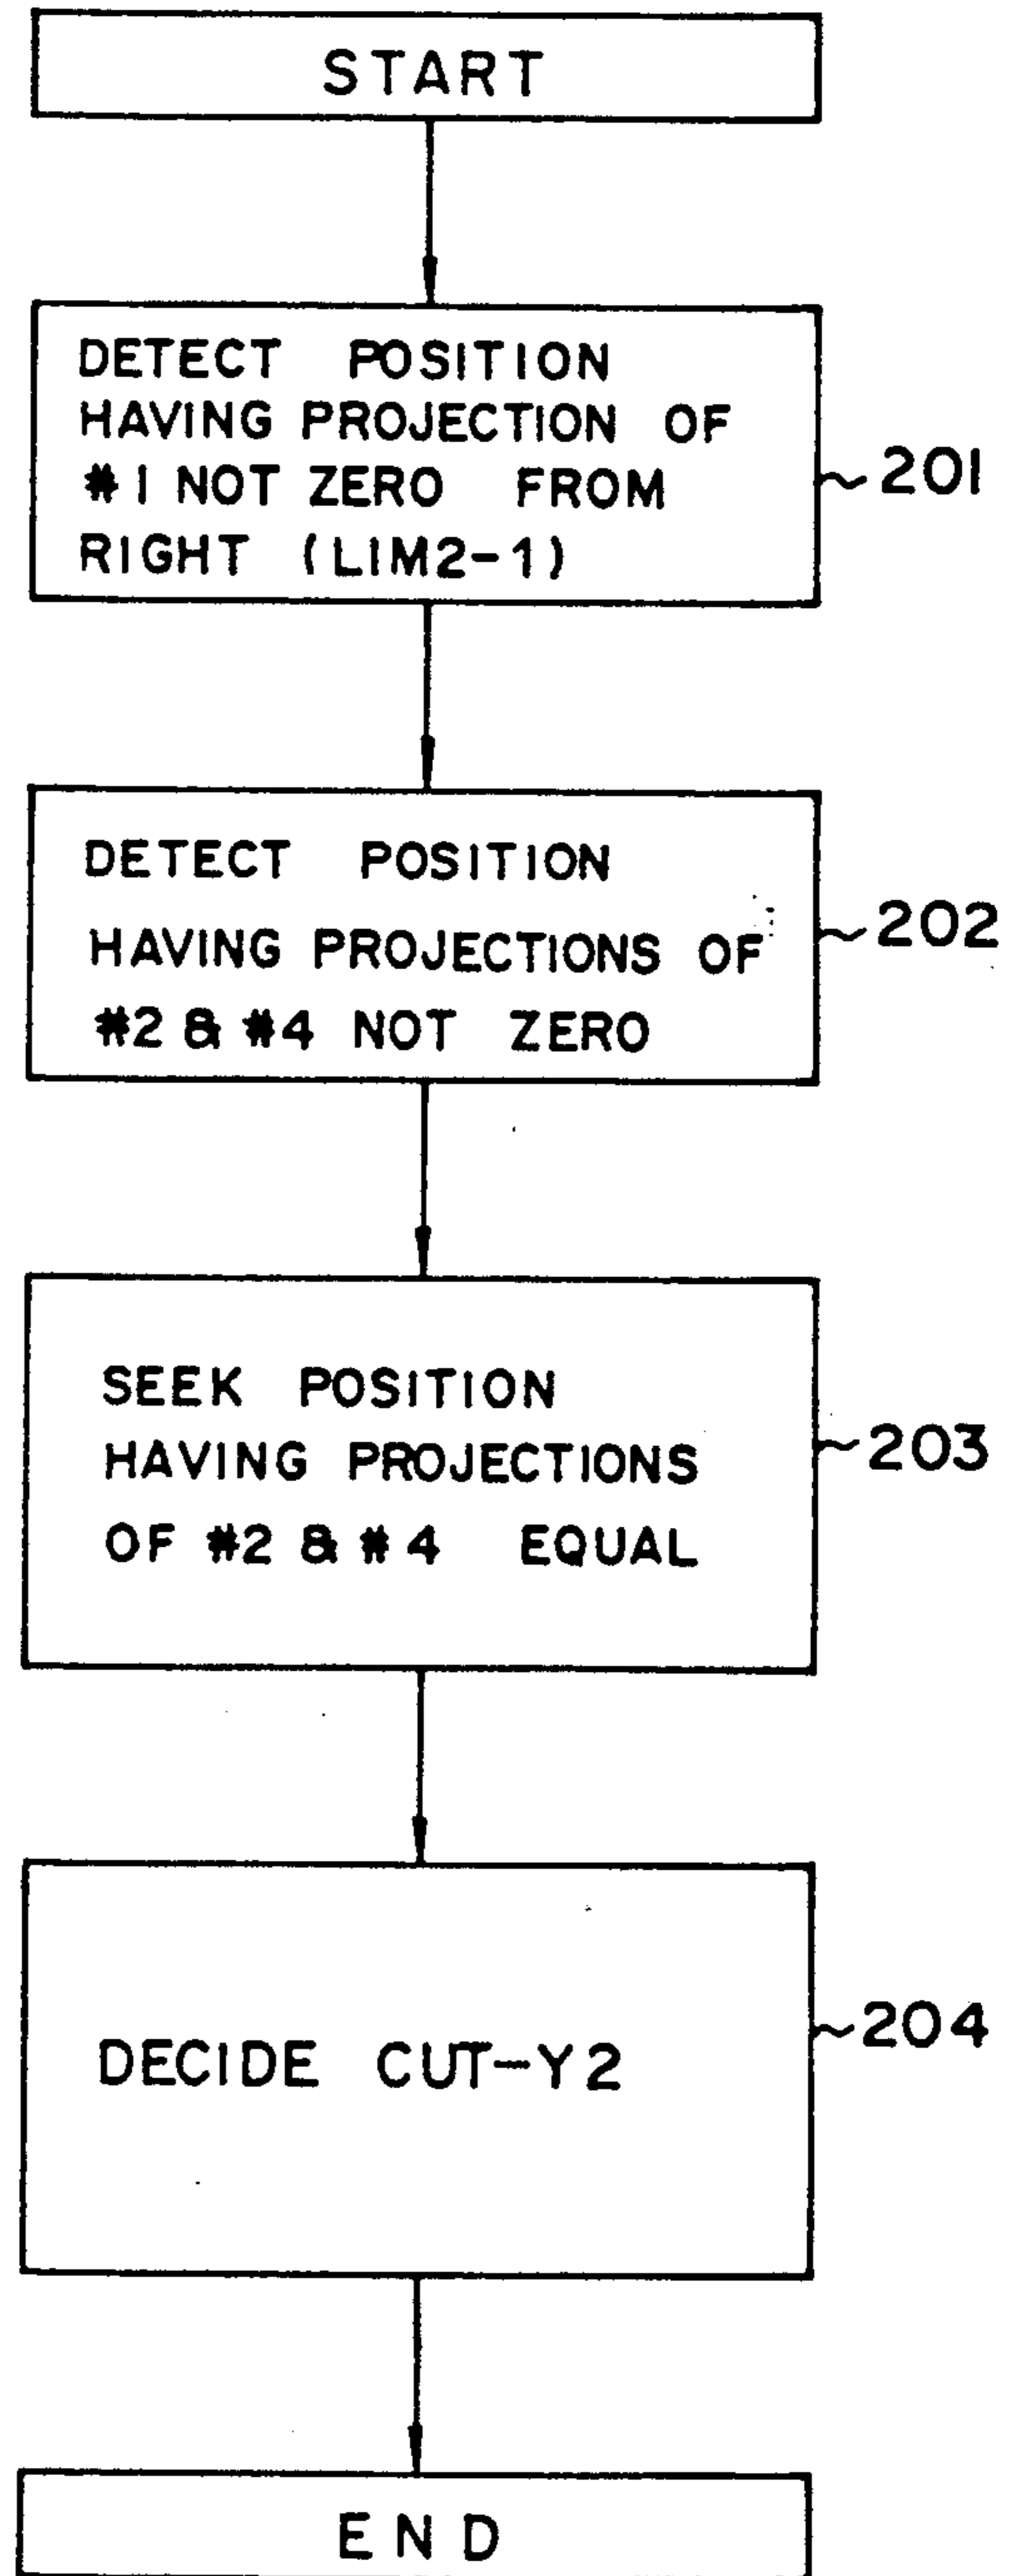 START
DETECT POSITION
HAVING PROJECTION OF
#1 NOT ZERO FROM
RIGHT (LIM2-1)
201
DETECT POSITION
HAVING PROJECTIONS OF
#2 & #4 NOT ZERO
202
SEEK POSITION
HAVING PROJECTIONS
OF #2 & #4 EQUAL
203
DECIDE CUT-Y2
204
END